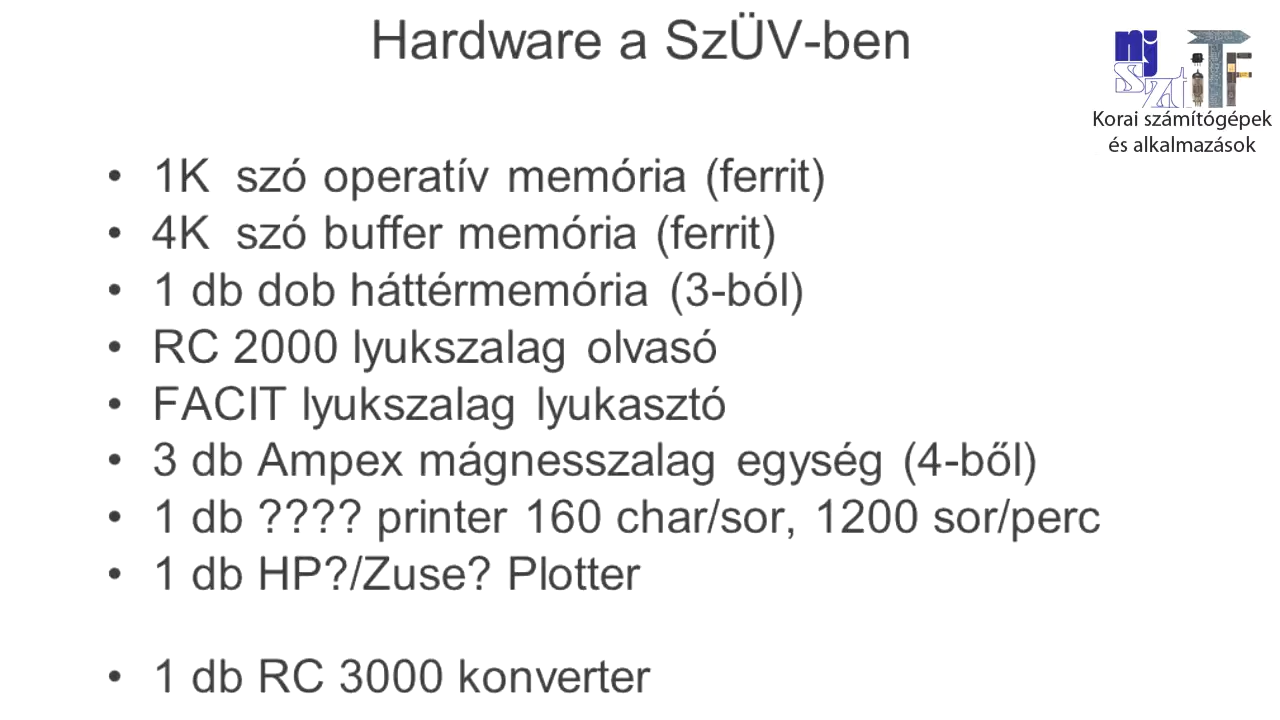 Hardware a SzÜV-ben
njszt iTF
Korai számítógépek
és alkalmazások
• 1K szó operatív memória (ferrit)
• 4K szó buffer memória (ferrit)
• 1 db dob háttérmemória (3-ból)
• RC 2000 lyukszalag olvasó
• FACIT lyukszalag lyukasztó
• 3 db Ampex mágnesszalag egység (4-ből)
• 1 db ???? printer 160 char/sor, 1200 sor/perc
• 1 db HP?/Zuse? Plotter
• 1 db RC 3000 konverter